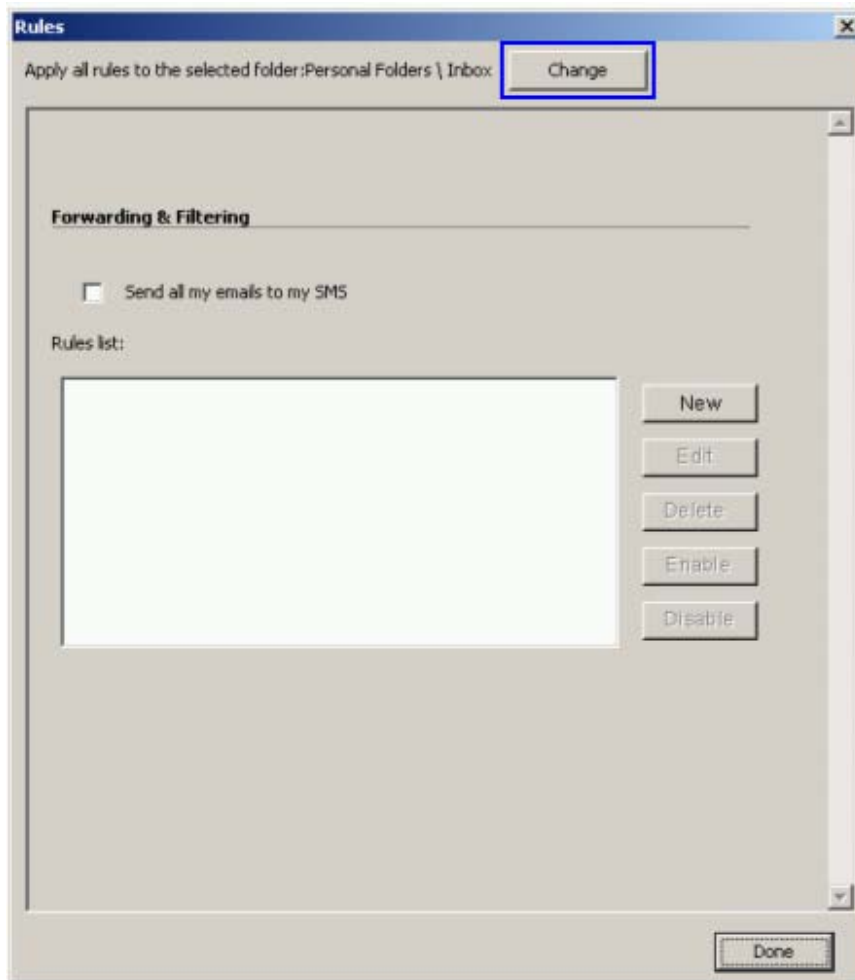 Rules
Apply all rules to the selected folder:Personal Folders \ Inbox Change
Forwarding & Filtering
Send all my emails to my SMS
Rules list:
New
Edit
Delete
Enable
Disable
Done